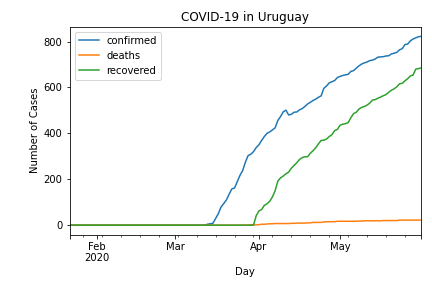 COVID-19 in Uruguay
confirmed
deaths
recovered
800
600
400
200
0
Number of Cases
Feb
2020
Mar
Apr
May
Day